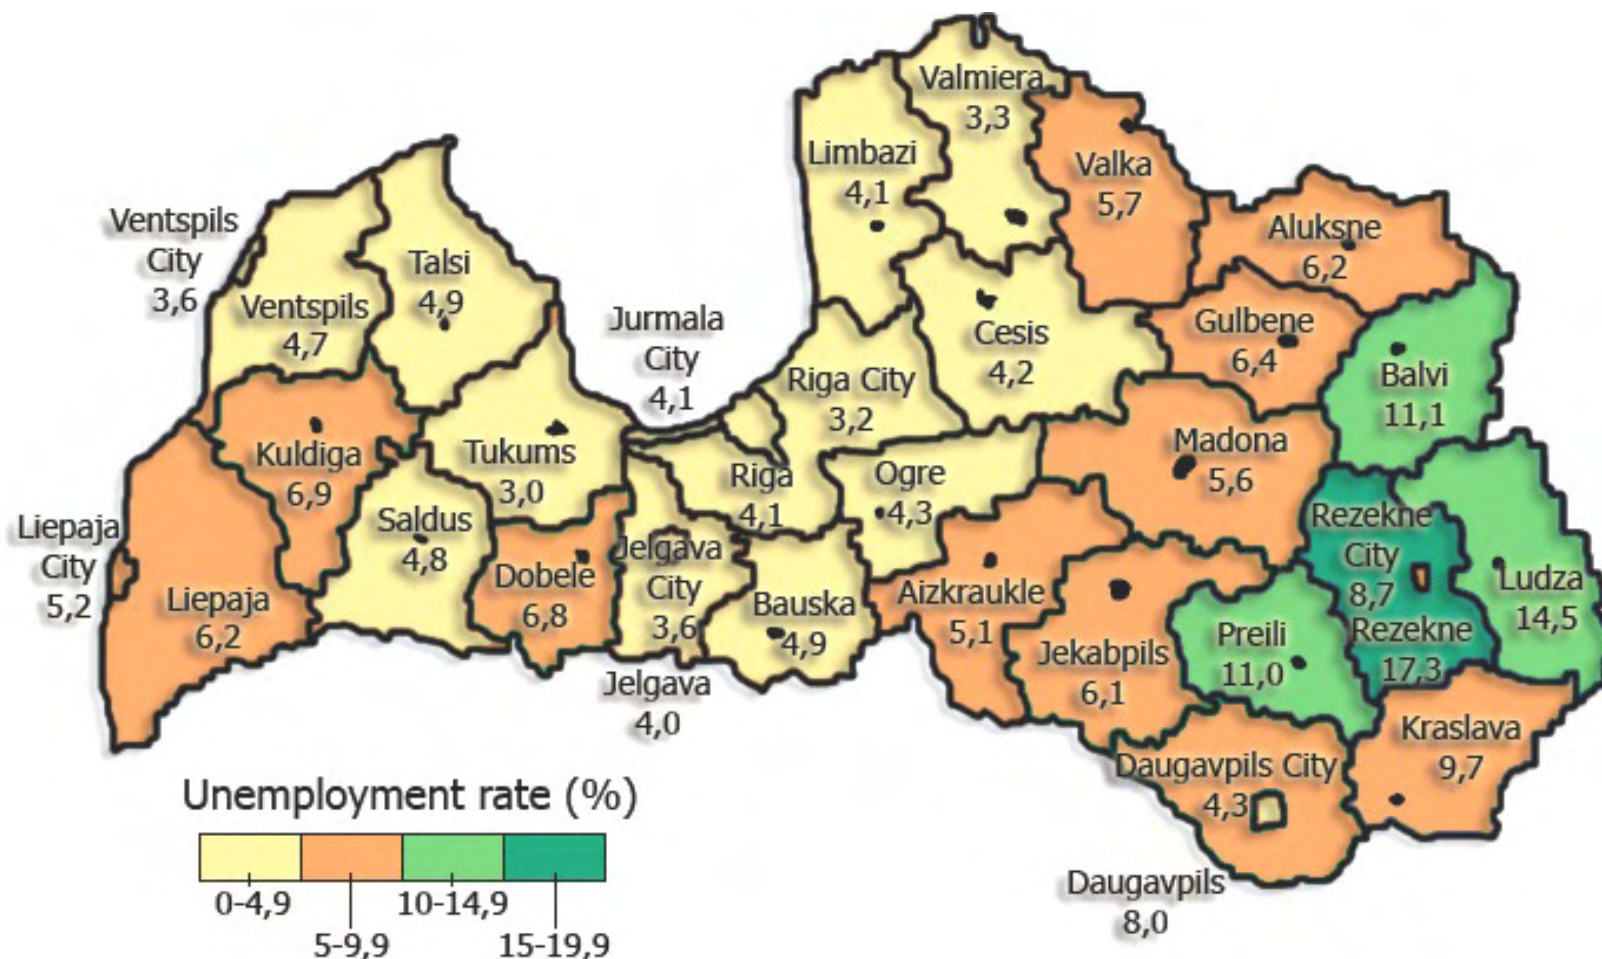 Valmiera
3,3
Limbazi
4,1
Valka
5,7
Ventspils
City
3,6
Talsi
4,9
Aluksne
6,2
Ventspils
4,7
Jurmala
City
4,1
Cesis
4,2
Gulbene
6,4
Riga City
3,2
Balvi
11,1
Kuldiga
6,9
Tukums
3,0
Riga
4,1
Ogre
4,3
Madona
5,6
Liepaja
City
5,2
Saldus
4,8
Rezekne
City
8,7
Liepaja
6,2
Dobele
6,8
Jelgava
City
3,6
Bauska
4,9
Aizkraukle
5,1
Ludza
14,5
Jekabpils
6,1
Preili
11,0
Rezekne
17,3
Jelgava
4,0
Kraslava
9,7
Daugavpils City
4,3
Daugavpils
8,0
Unemployment rate (%)
0-4,9
5-9,9
10-14,9
15-19,9